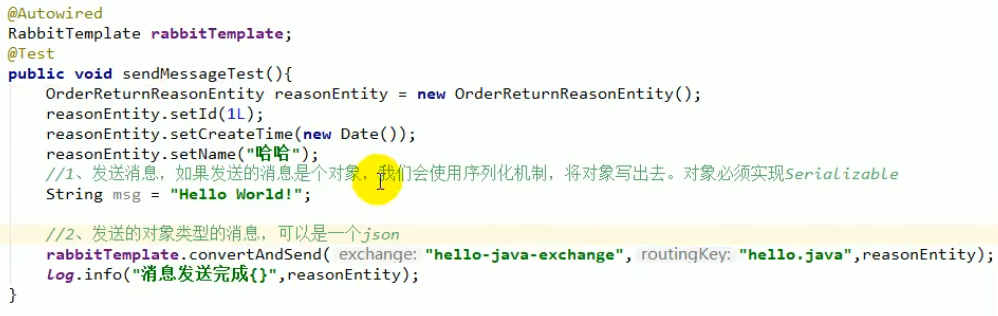 @Autowired
RabbitTemplate rabbitTemplate;
@Test
public void sendMessageTest(){
    OrderReturnReasonEntity reasonEntity = new OrderReturnReasonEntity();
    reasonEntity.setId(1L);
    reasonEntity.setCreateTime(new Date());
    reasonEntity.setName("哈哈");
    //1、发送消息，如果发送的消息是个对象，我们会使用序列化机制，将对象写出去。对象必须实现Serializable
    String msg = "Hello World!";
    //2、发送的对象类型的消息，可以是一个json
    rabbitTemplate.convertAndSend( exchange: "hello-java-exchange", routingKey: "hello.java",reasonEntity);
    log.info("消息发送完成{}",reasonEntity);
}